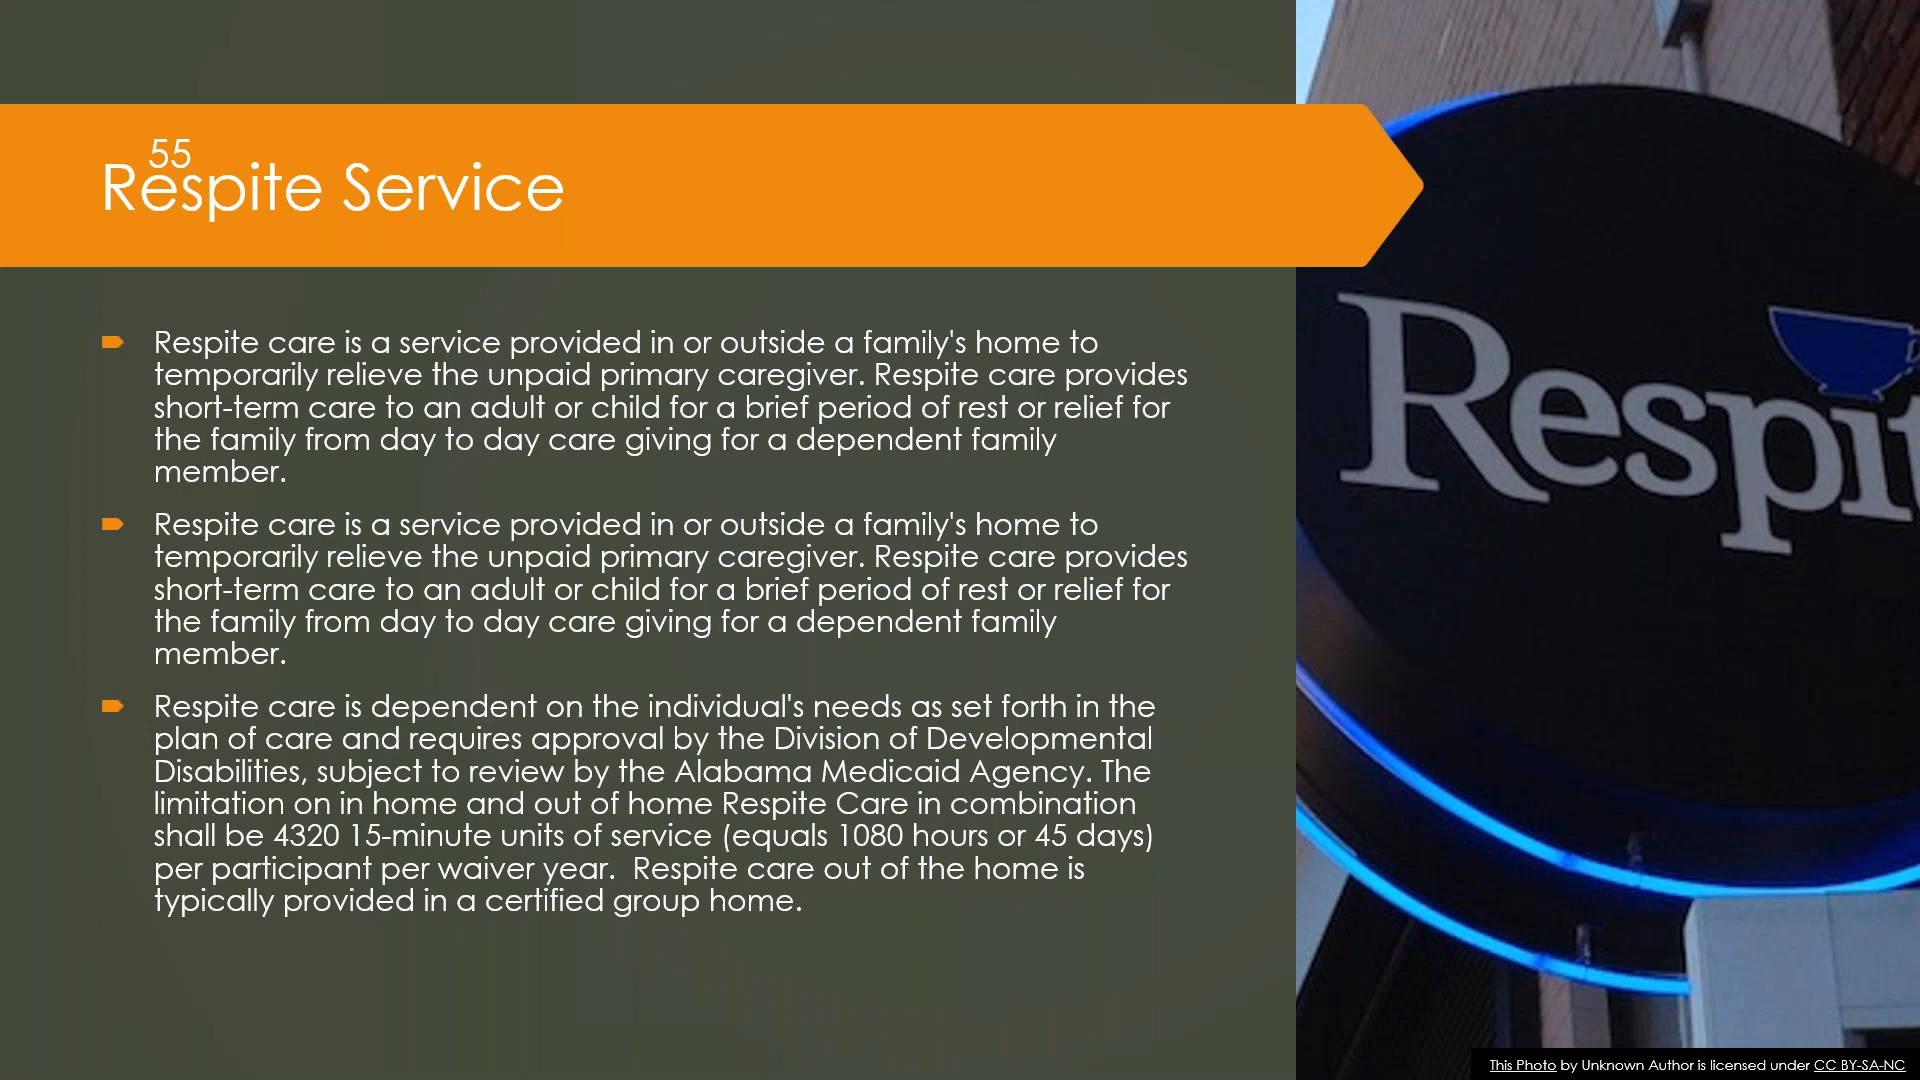 55
Respite Service
Respite care is a service provided in or outside a family's home to
temporarily relieve the unpaid primary caregiver. Respite care provides
short-term care to an adult or child for a brief period of rest or relief for
the family from day to day care giving for a dependent family
member.
Respite care is a service provided in or outside a family's home to
temporarily relieve the unpaid primary caregiver. Respite care provides
short-term care to an adult or child for a brief period of rest or relief for
the family from day to day care giving for a dependent family
member.
Respite care is dependent on the individual's needs as set forth in the
plan of care and requires approval by the Division of Developmental
Disabilities, subject to review by the Alabama Medicaid Agency. The
limitation on in home and out of home Respite Care in combination
shall be 4320 15-minute units of service (equals 1080 hours or 45 days)
per participant per waiver year.  Respite care out of the home is
typically provided in a certified group home.
Respit
This Photo by Unknown Author is licensed under CC BY-SA-NC